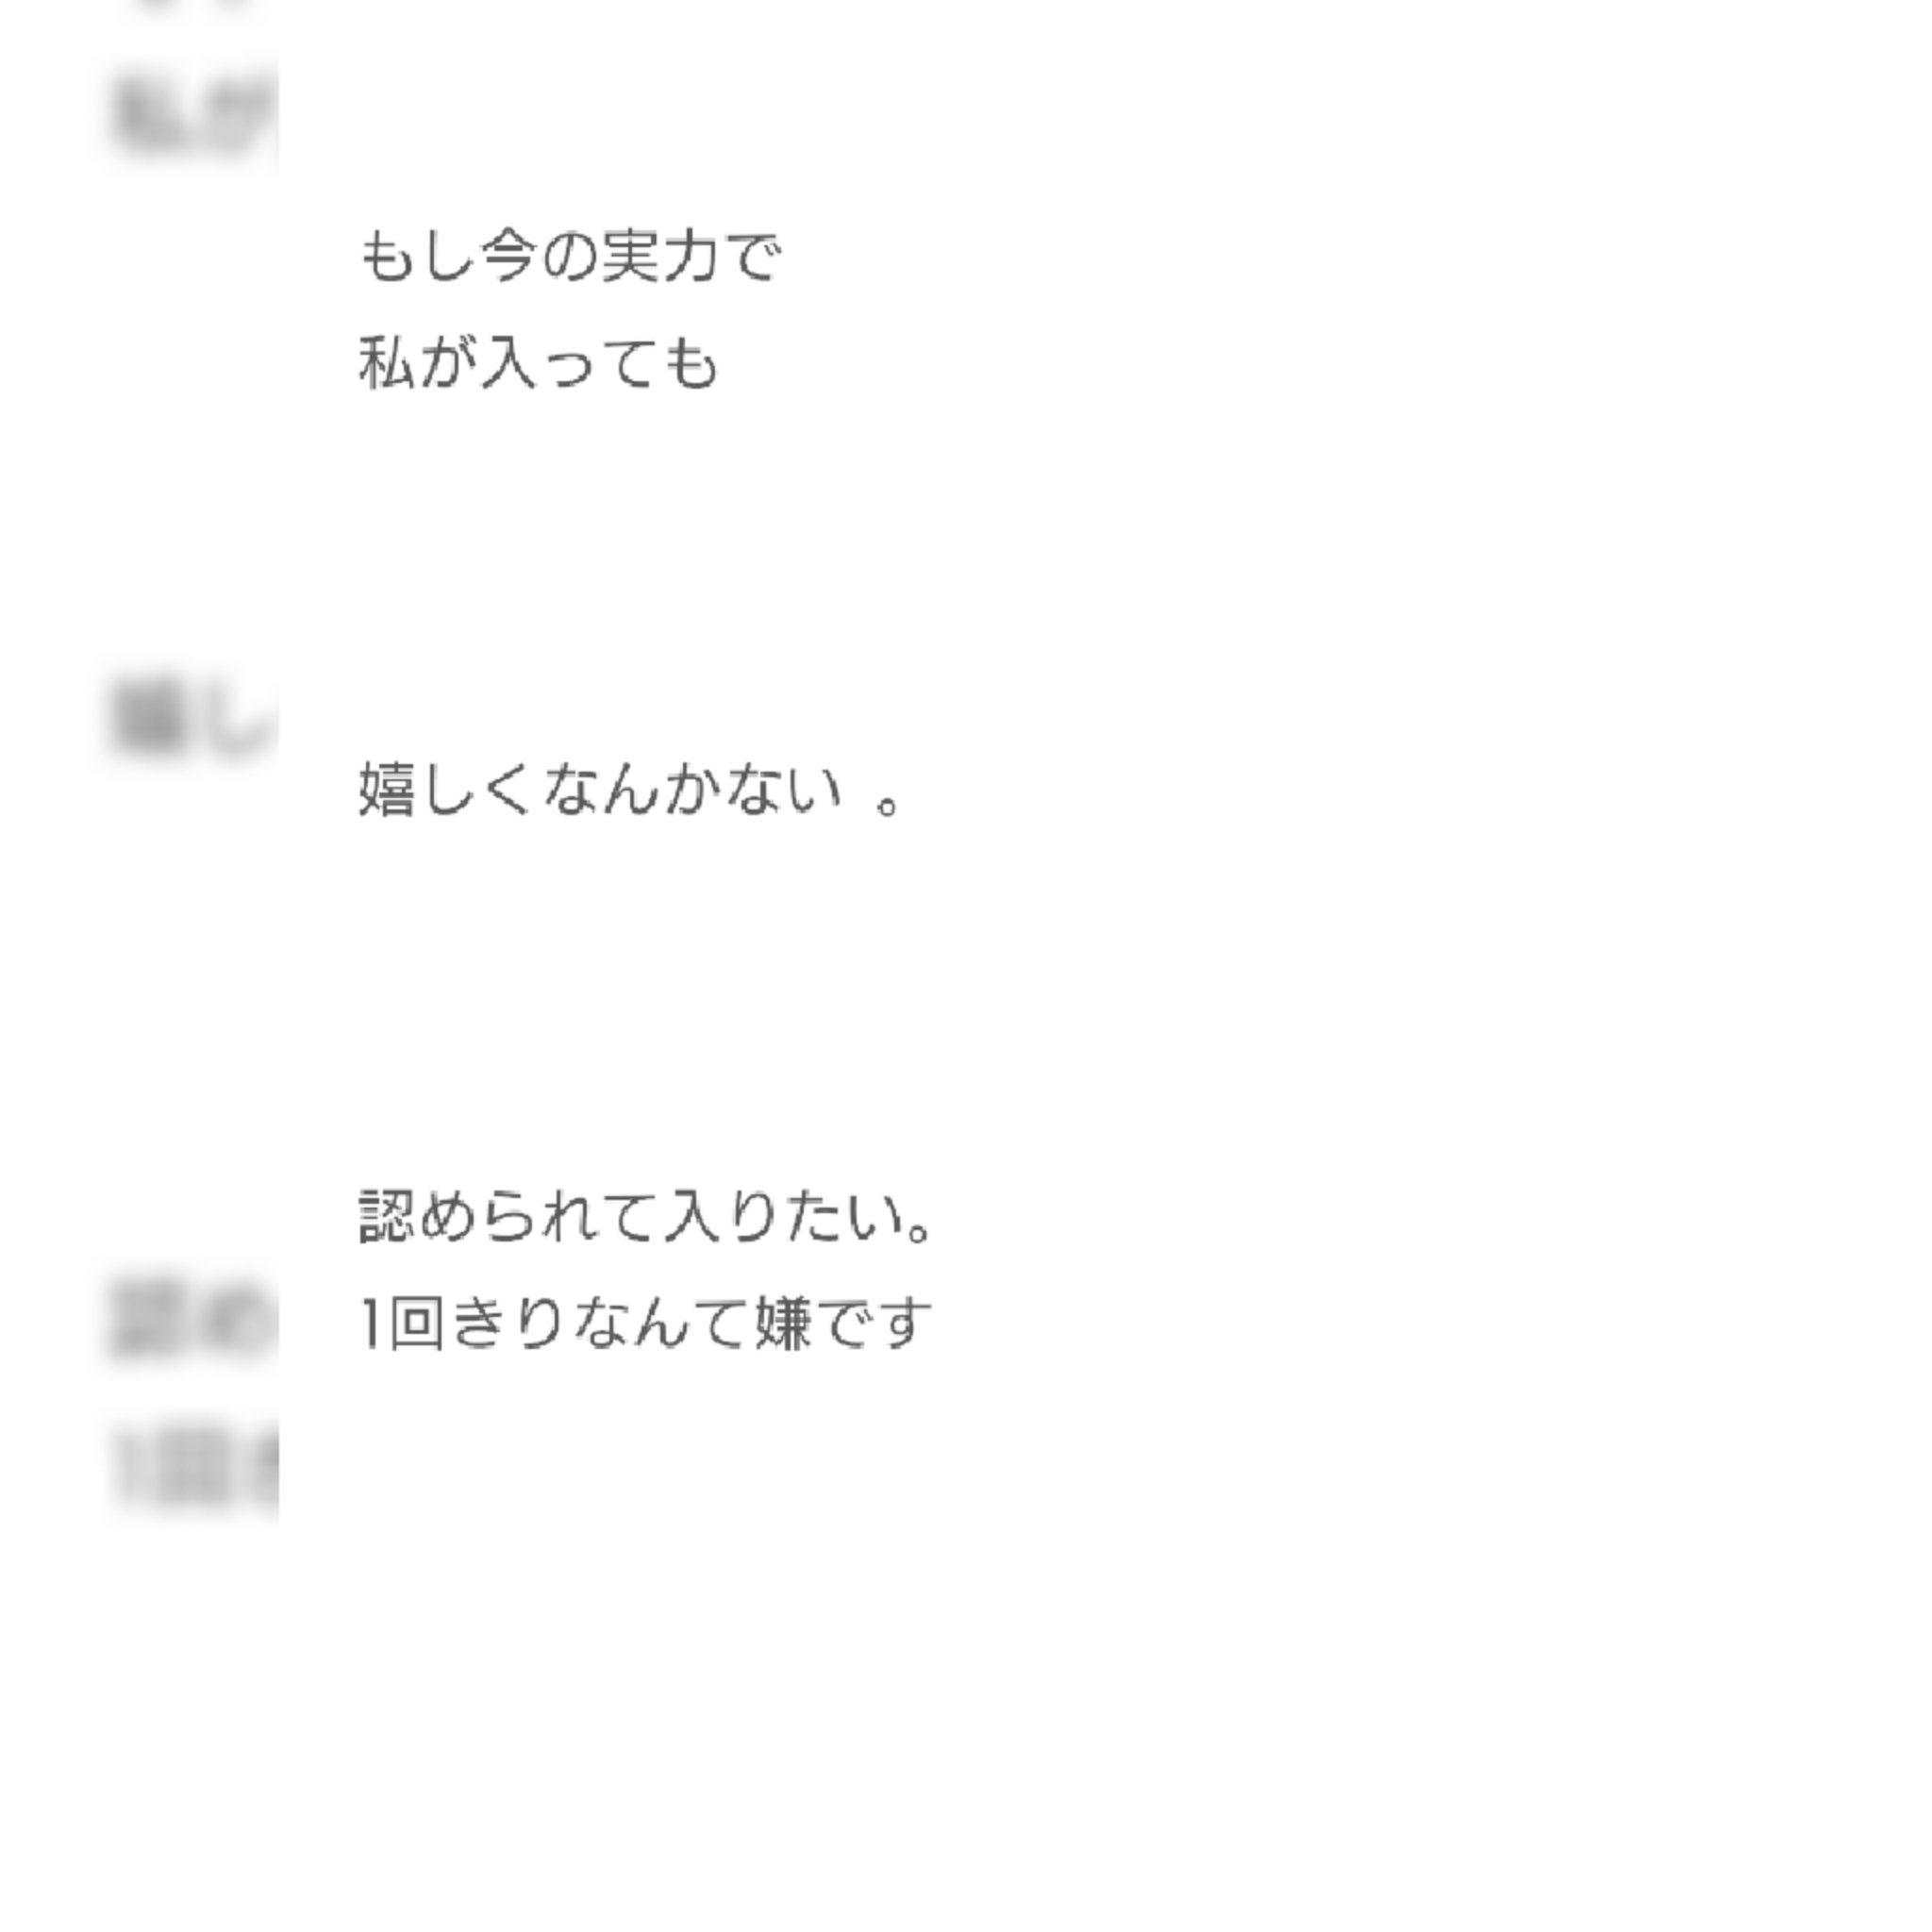 もし今の実力で
私が入っても
嬉しくなんかない 。
認められて入りたい。
1回きりなんて嫌です